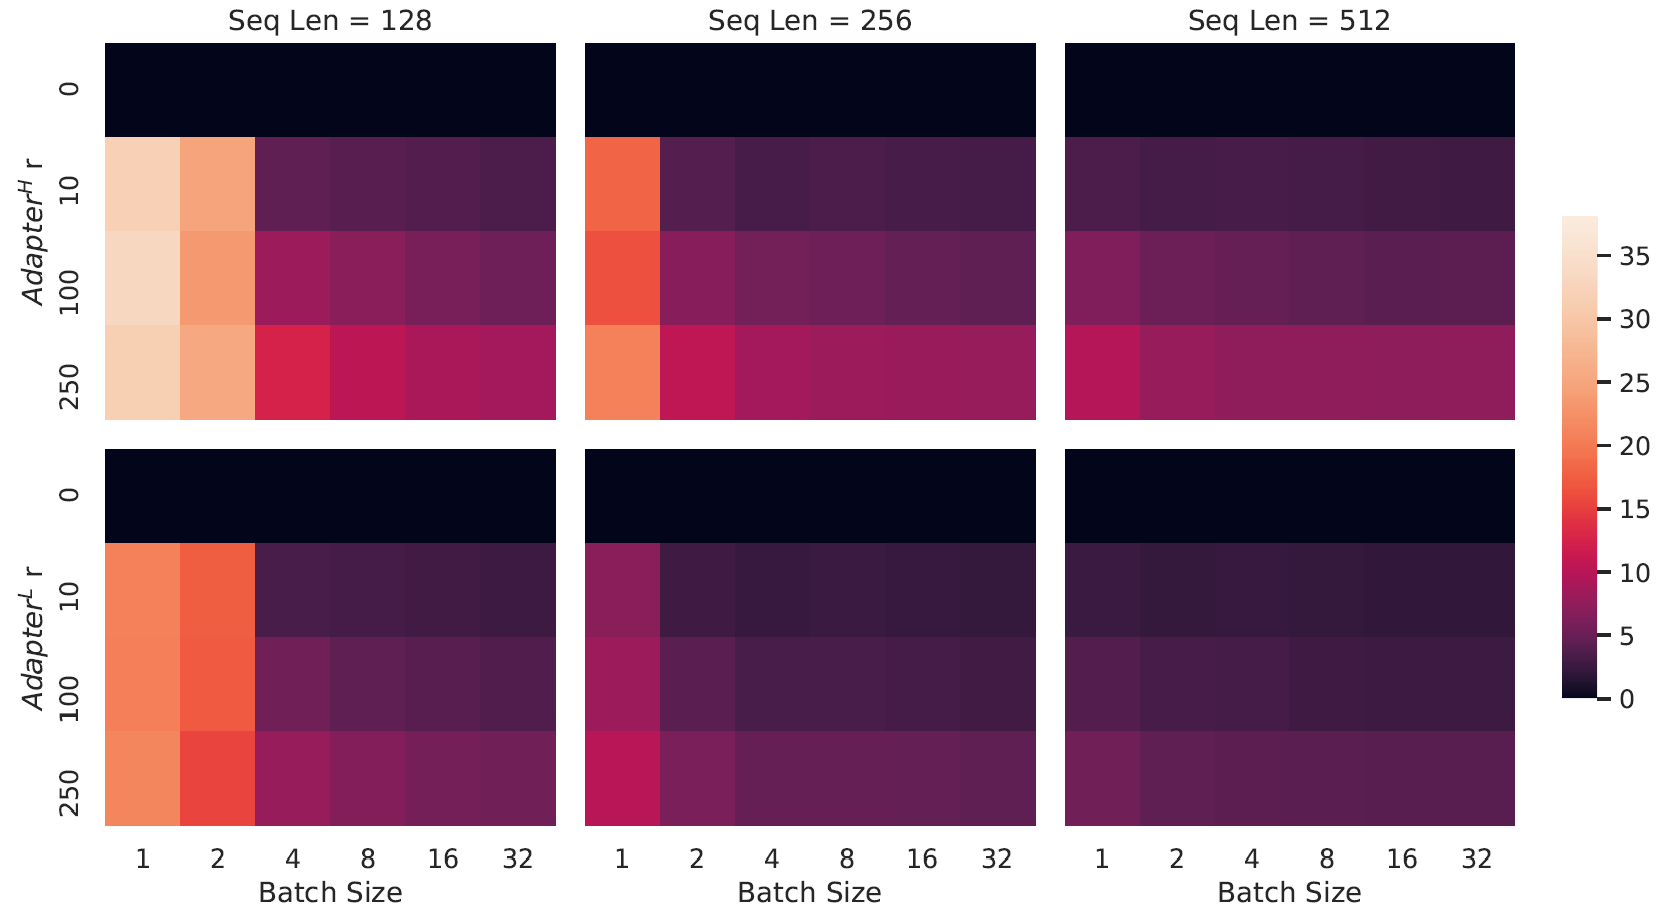 Seq Len = 128
Seq Len = 256
Seq Len = 512
Adapter^H r
0
10
100
250
35
30
25
20
15
10
5
0
Adapter^L r
0
10
100
250
1 2 4 8 16 32
1 2 4 8 16 32
1 2 4 8 16 32
Batch Size
Batch Size
Batch Size